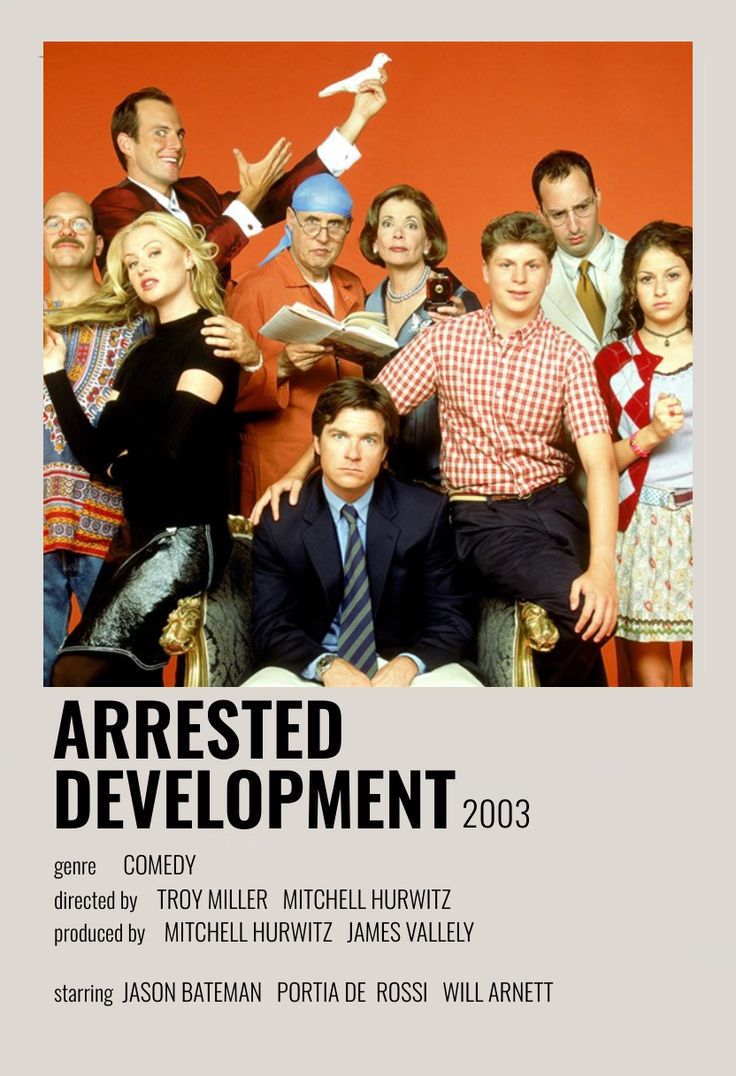 ARRESTED
DEVELOPMENT 2003
genre COMEDY
directed by TROY MILLER MITCHELL HURWITZ
produced by MITCHELL HURWITZ JAMES VALLELY
starring JASON BATEMAN PORTIA DE ROSSI WILL ARNETT